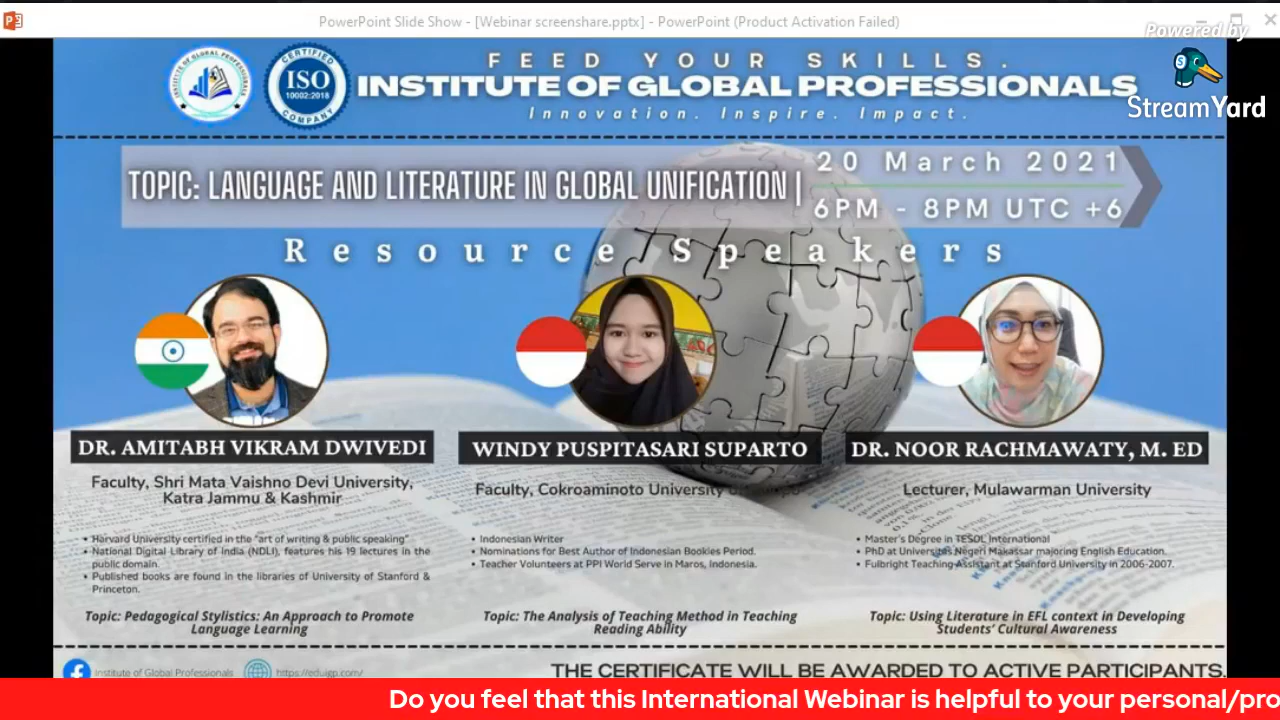 PowerPoint Slide Show - [Webinar screenshare.pptx] - PowerPoint (Product Activation Failed)
Powered by
StreamYard
INSTITUTE OF GLOBAL PROFESSIONALS
CERTIFIED
ISO
10002:2018
COMPANY
FEED YOUR SKILLS.
INSTITUTE OF GLOBAL PROFESSIONALS
Innovation. Inspire. Impact.
TOPIC: LANGUAGE AND LITERATURE IN GLOBAL UNIFICATION |
20 March 2021
6PM - 8PM UTC +6
Resource Speakers
DR. AMITABH VIKRAM DWIVEDI
Faculty, Shri Mata Vaishno Devi University,
Katra Jammu & Kashmir
• Harvard University certified in the "art of writing & public speaking"
• National Digital Library of India (NDLI), features his 19 lectures in the
public domain.
• Published books are found in the libraries of University of Stanford &
Princeton.
Topic: Pedagogical Stylistics: An Approach to Promote
Language Learning
WINDY PUSPITASARI SUPARTO
Faculty, Cokroaminoto University
• Indonesian Writer
• Nominations for Best Author of Indonesian Bookies Period.
• Teacher Volunteers at PPI World Serve in Maros, Indonesia.
Topic: The Analysis of Teaching Method in Teaching
Reading Ability
DR. NOOR RACHMAWATY, M. ED
Lecturer, Mulawarman University
• Master's Degree in TESOL International
• PhD at Universitas Negeri Makassar majoring English Education.
• Fulbright Teaching Assistant at Stanford University in 2006-2007.
Topic: Using Literature in EFL context in Developing
Students' Cultural Awareness
Institute of Global Professionals
https://eduigp.com/
THE CERTIFICATE WILL BE AWARDED TO ACTIVE PARTICIPANTS.
Do you feel that this International Webinar is helpful to your personal/pro